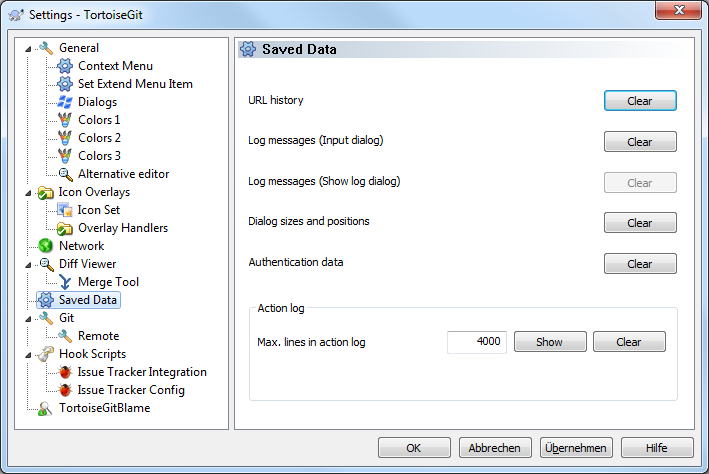 Settings - TortoiseGit
General
Context Menu
Set Extend Menu Item
Dialogs
Colors 1
Colors 2
Colors 3
Alternative editor
Icon Overlays
Icon Set
Overlay Handlers
Network
Diff Viewer
Merge Tool
Saved Data
Git
Remote
Hook Scripts
Issue Tracker Integration
Issue Tracker Config
TortoiseGitBlame
Saved Data
URL history Clear
Log messages (Input dialog) Clear
Log messages (Show log dialog) Clear
Dialog sizes and positions Clear
Authentication data Clear
Action log
Max. lines in action log 4000 Show Clear
OK Abbrechen Übernehmen Hilfe